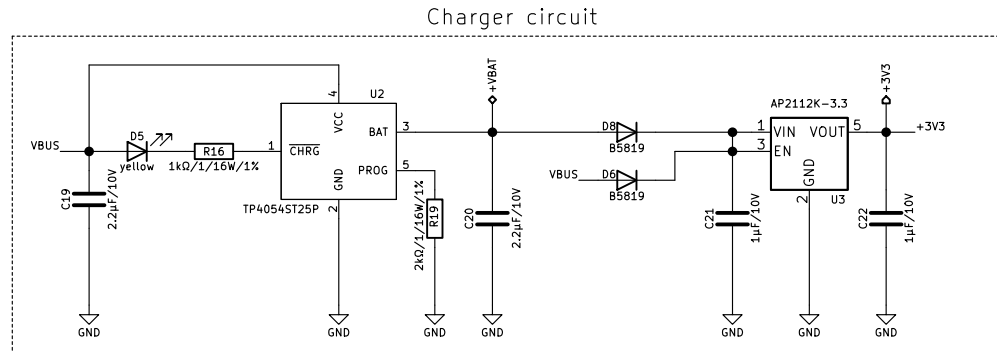 Charger circuit
+VBAT
+3V3
U2
AP2112K-3.3
4
VCC
BAT
3
D8
B5819
1
VIN
VOUT
5
+3V3
VBUS
D5
yellow
R16
1kΩ/1/16W/1%
1
CHRG
PROG
5
VBUS
D6
B5819
3
EN
GND
2
U3
C19
2.2µF/10V
GND
2
TP4054ST25P
2kΩ/1/16W/1%
R19
C20
2.2µF/10V
C21
1µF/10V
C22
1µF/10V
GND
GND
GND
GND
GND
GND
GND